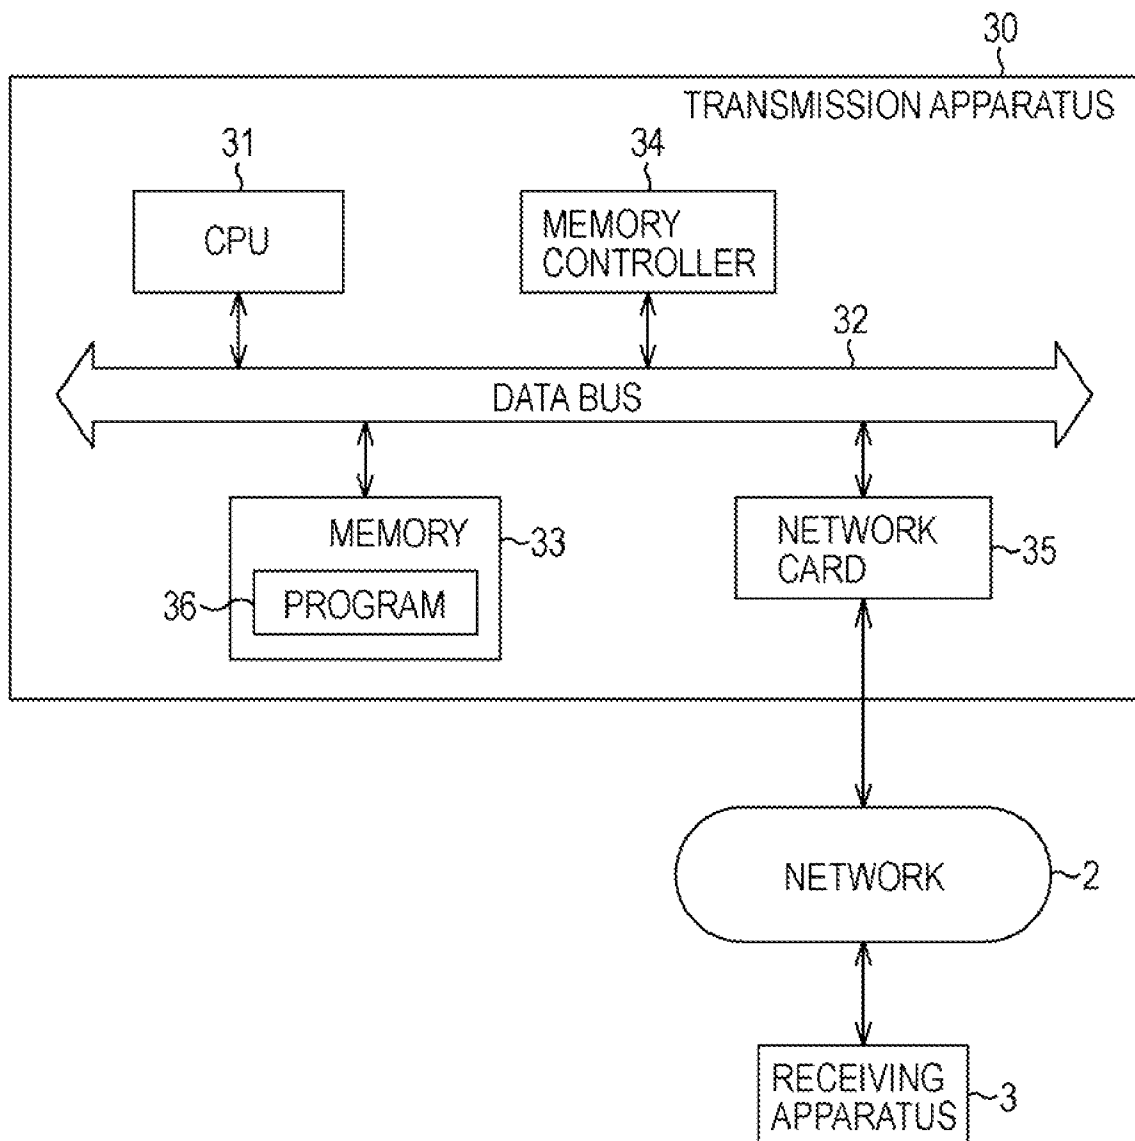 30
TRANSMISSION APPARATUS
31
34
CPU
MEMORY
CONTROLLER
32
DATA BUS
MEMORY
33
36
PROGRAM
NETWORK
CARD
35
NETWORK
2
RECEIVING
APPARATUS
3